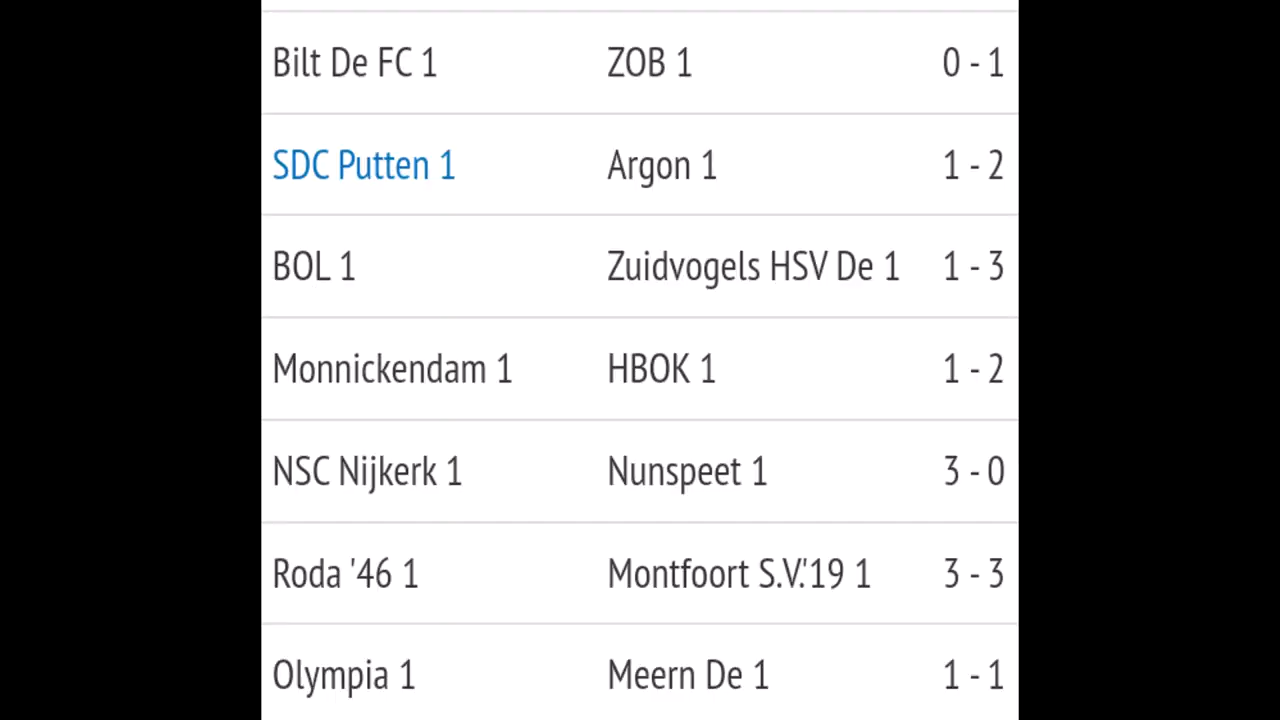 Bilt De FC 1 ZOB 1 0 - 1
SDC Putten 1 Argon 1 1 - 2
BOL 1 Zuidvogels HSV De 1 1 - 3
Monnickendam 1 HBOK 1 1 - 2
NSC Nijkerk 1 Nunspeet 1 3 - 0
Roda '46 1 Montfoort S.V.'19 1 3 - 3
Olympia 1 Meern De 1 1 - 1